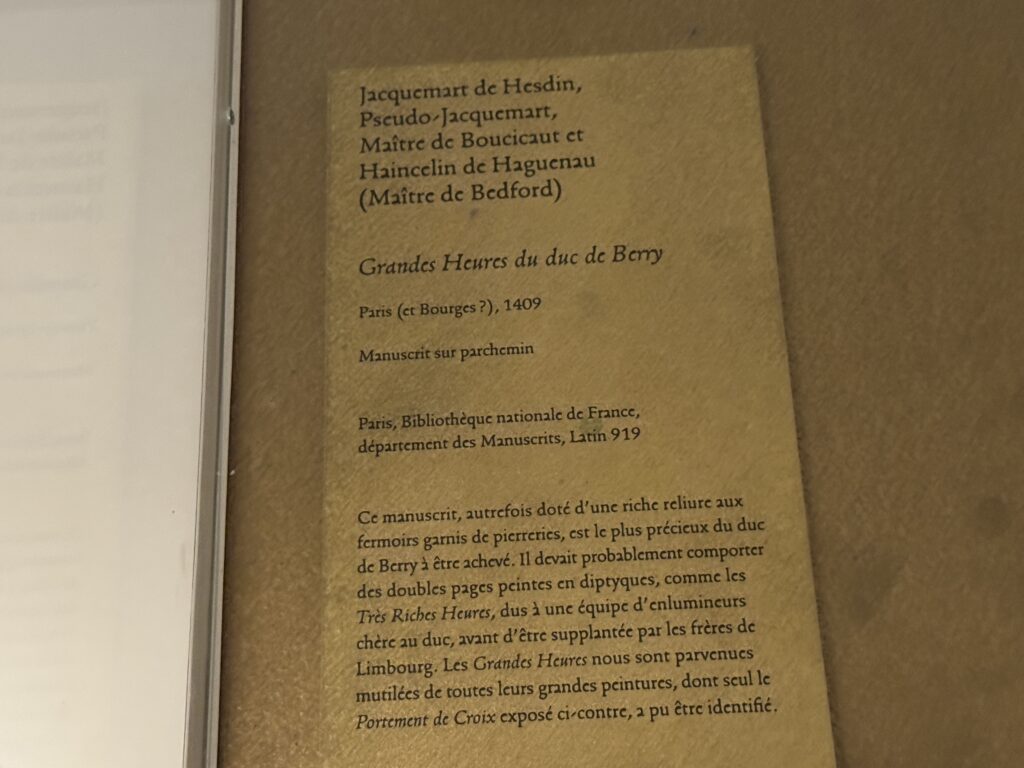 Jacquemart de Hesdin,
Pseudo-Jacquemart,
Maître de Boucicaut et
Haincelin de Haguenau
(Maître de Bedford)
Grandes Heures du duc de Berry
Paris (et Bourges ?), 1409
Manuscrit sur parchemin
Paris, Bibliothèque nationale de France,
département des Manuscrits, Latin 919
Ce manuscrit, autrefois doté d'une riche reliure aux
fermoirs garnis de pierreries, est le plus précieux du duc
de Berry à être achevé. Il devait probablement comporter
des doubles pages peintes en diptyques, comme les
Très Riches Heures, dus à une équipe d'enlumineurs
chère au duc, avant d'être supplantée par les frères de
Limbourg. Les Grandes Heures nous sont parvenues
mutilées de toutes leurs grandes peintures, dont seul le
Portement de Croix exposé ci-contre, a pu être identifié.